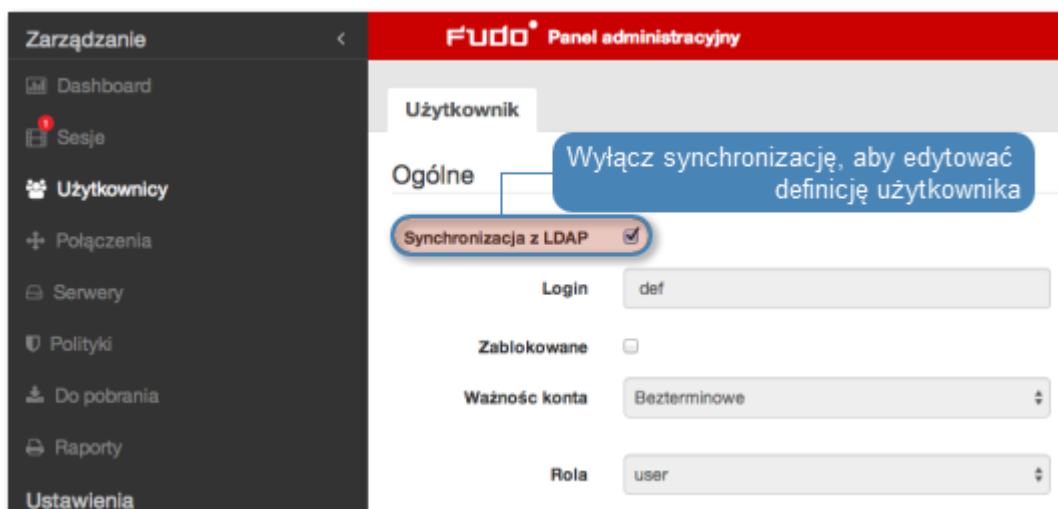 Zarządzanie
Fudo Panel administracyjny
Dashboard
1
Sesje
Użytkownicy
Połączenia
Serwery
Polityki
Do pobrania
Raporty
Ustawienia
Użytkownik
Ogólne
Wyłącz synchronizację, aby edytować
definicję użytkownika
Synchronizacja z LDAP
Login def
Zablokowane
Ważnośc konta Bezterminowe
Rola user